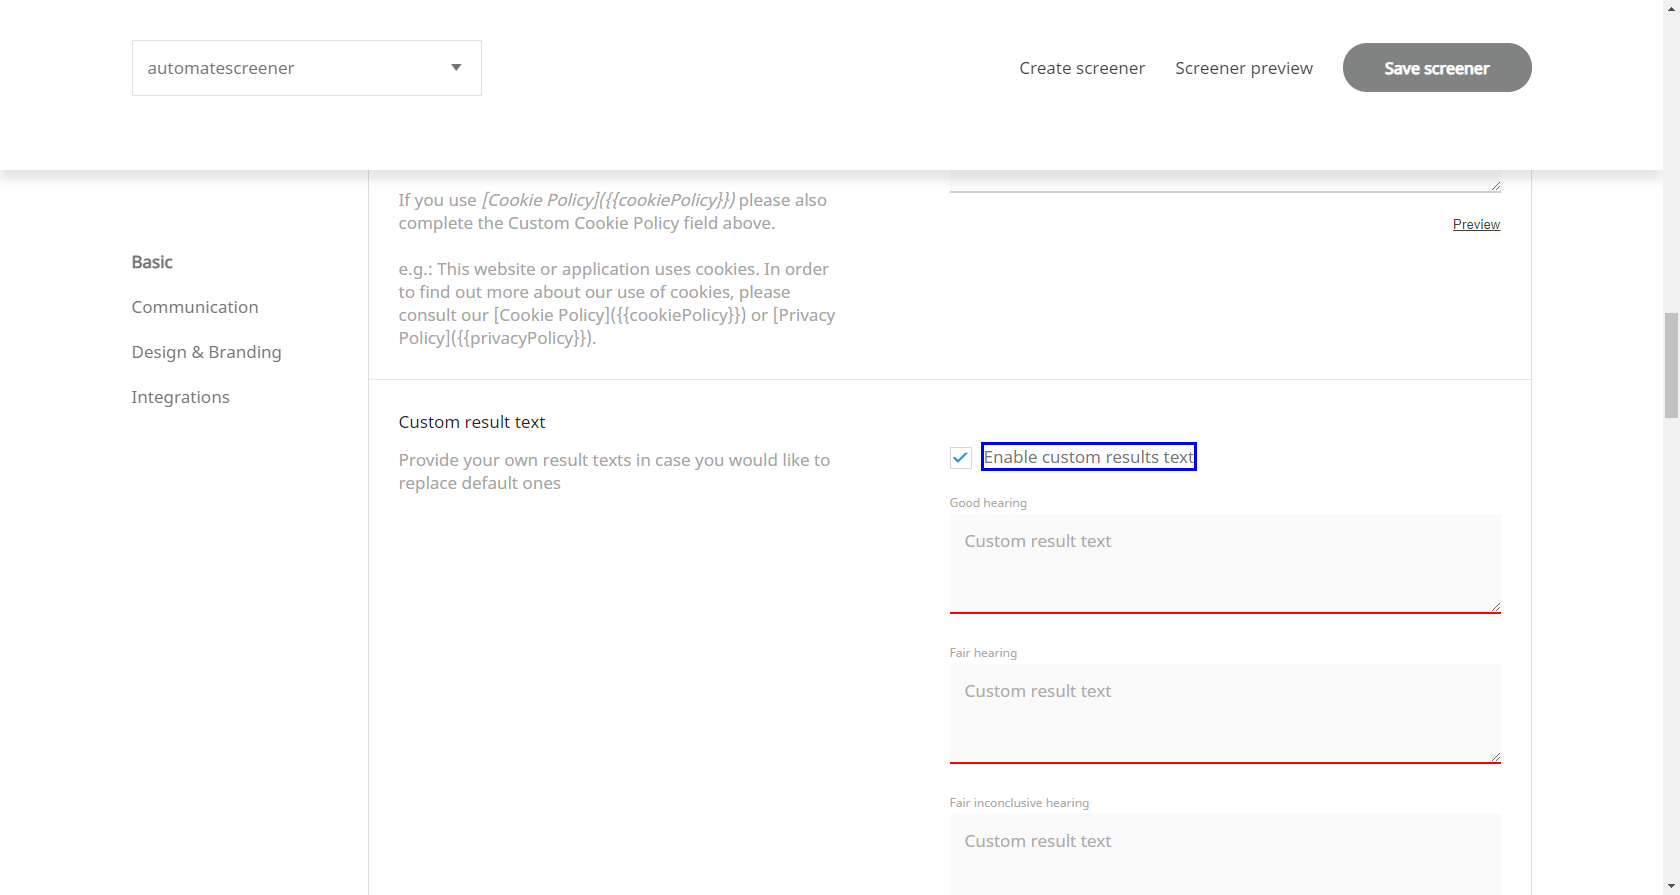 automatescreener
Create screener
Screener preview
Save screener
Basic
Communication
Design & Branding
Integrations
If you use [Cookie Policy]({{cookiePolicy}}) please also
complete the Custom Cookie Policy field above.
e.g.: This website or application uses cookies. In order
to find out more about our use of cookies, please
consult our [Cookie Policy]({{cookiePolicy}}) or [Privacy
Policy]({{privacyPolicy}}).
Preview
Custom result text
Provide your own result texts in case you would like to
replace default ones
Enable custom results text
Good hearing
Custom result text
Fair hearing
Custom result text
Fair inconclusive hearing
Custom result text